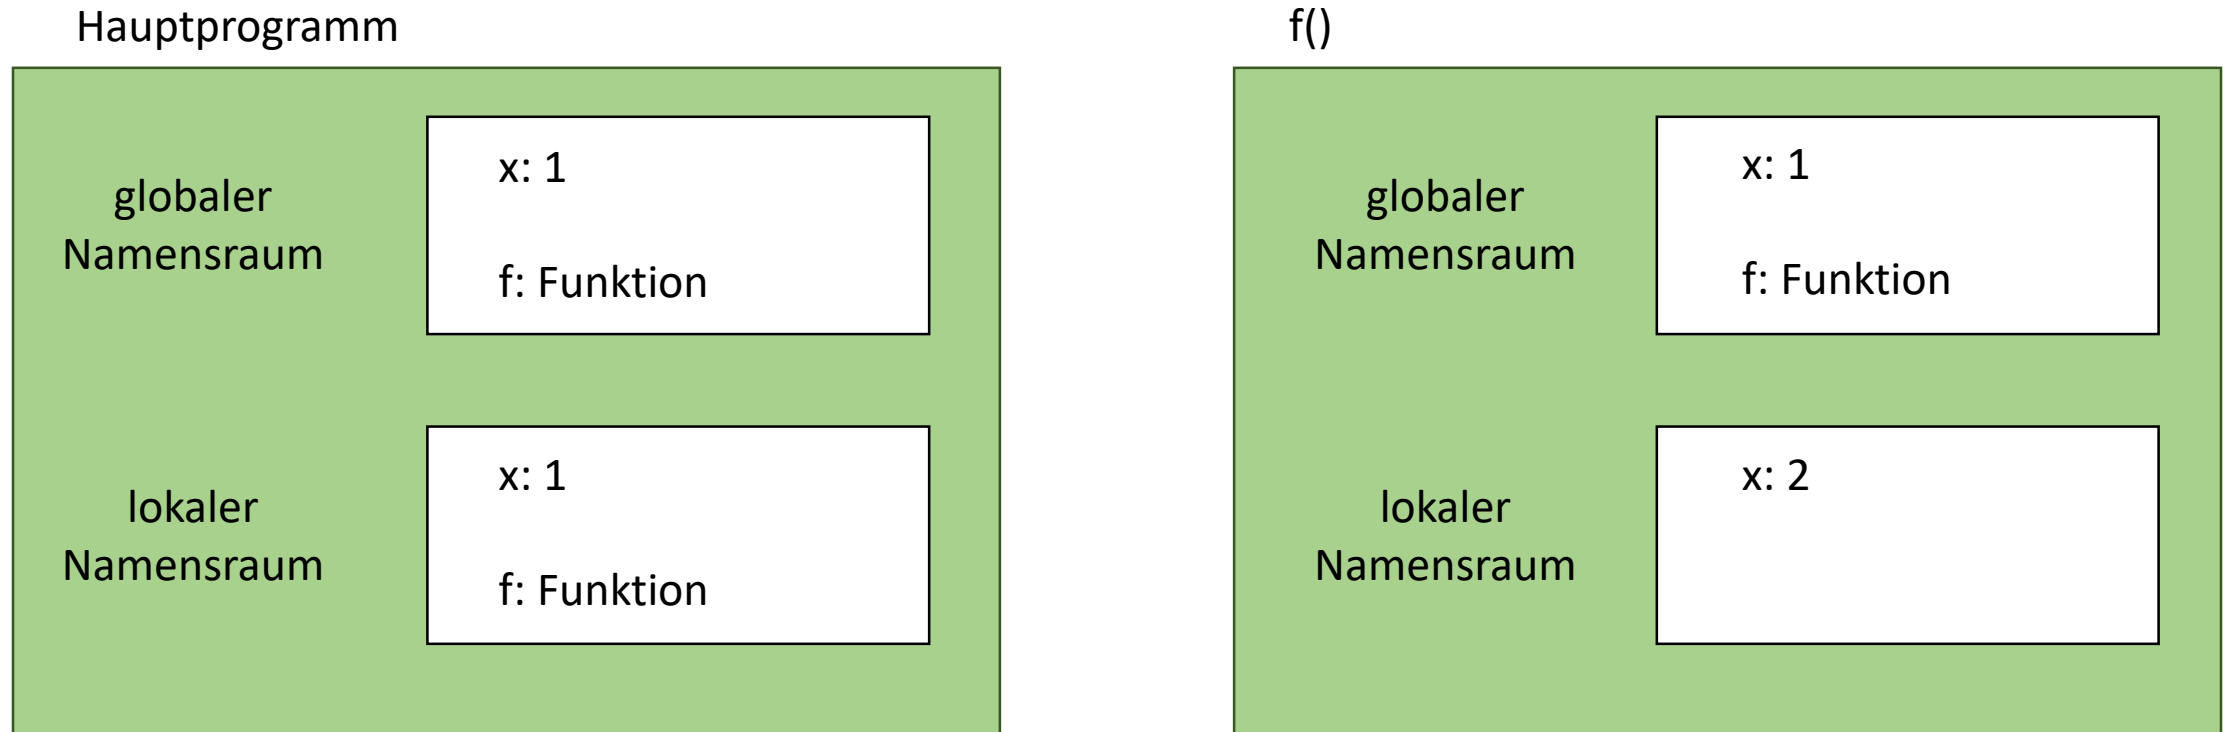 Hauptprogramm
globaler
Namensraum
x: 1
f: Funktion
lokaler
Namensraum
x: 1
f: Funktion
f()
globaler
Namensraum
x: 1
f: Funktion
lokaler
Namensraum
x: 2